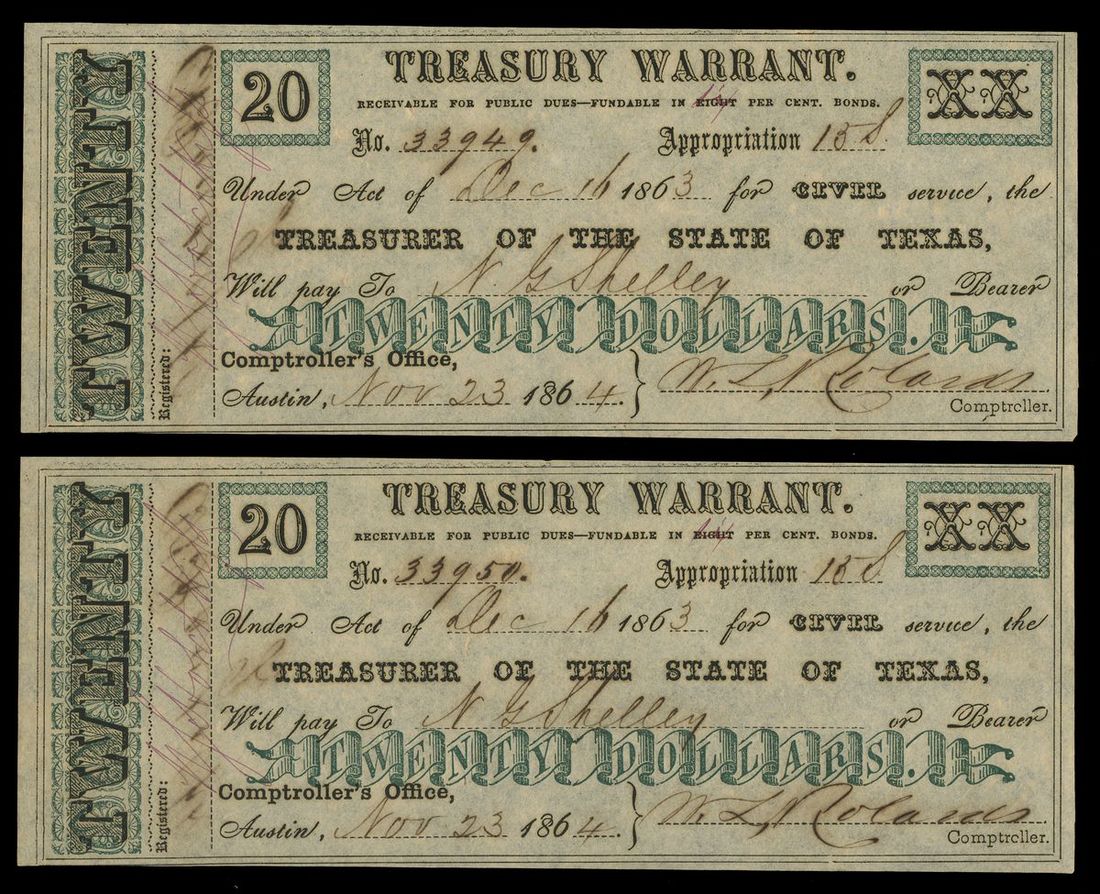 TWENTY
Registered:
20
TREASURY WARRANT.
XX
RECEIVABLE FOR PUBLIC DUES—FUNDABLE IN EIGHT PER CENT. BONDS.
No. 33949. Appropriation 158
Under Act of Dec 16 1863 for CIVIL service, the
TREASURER OF THE STATE OF TEXAS,
Will pay To N. G Shelley or Bearer
TWENTY DOLLARS.
Comptroller's Office,
Austin, Nov 23 1864.
Comptroller.
TWENTY
Registered:
20
TREASURY WARRANT.
XX
RECEIVABLE FOR PUBLIC DUES—FUNDABLE IN EIGHT PER CENT. BONDS.
No. 33950. Appropriation 158
Under Act of Dec 16 1863 for CIVIL service, the
TREASURER OF THE STATE OF TEXAS,
Will pay To N G Shelley or Bearer
TWENTY DOLLARS.
Comptroller's Office,
Austin, Nov 23 1864.
Comptroller.